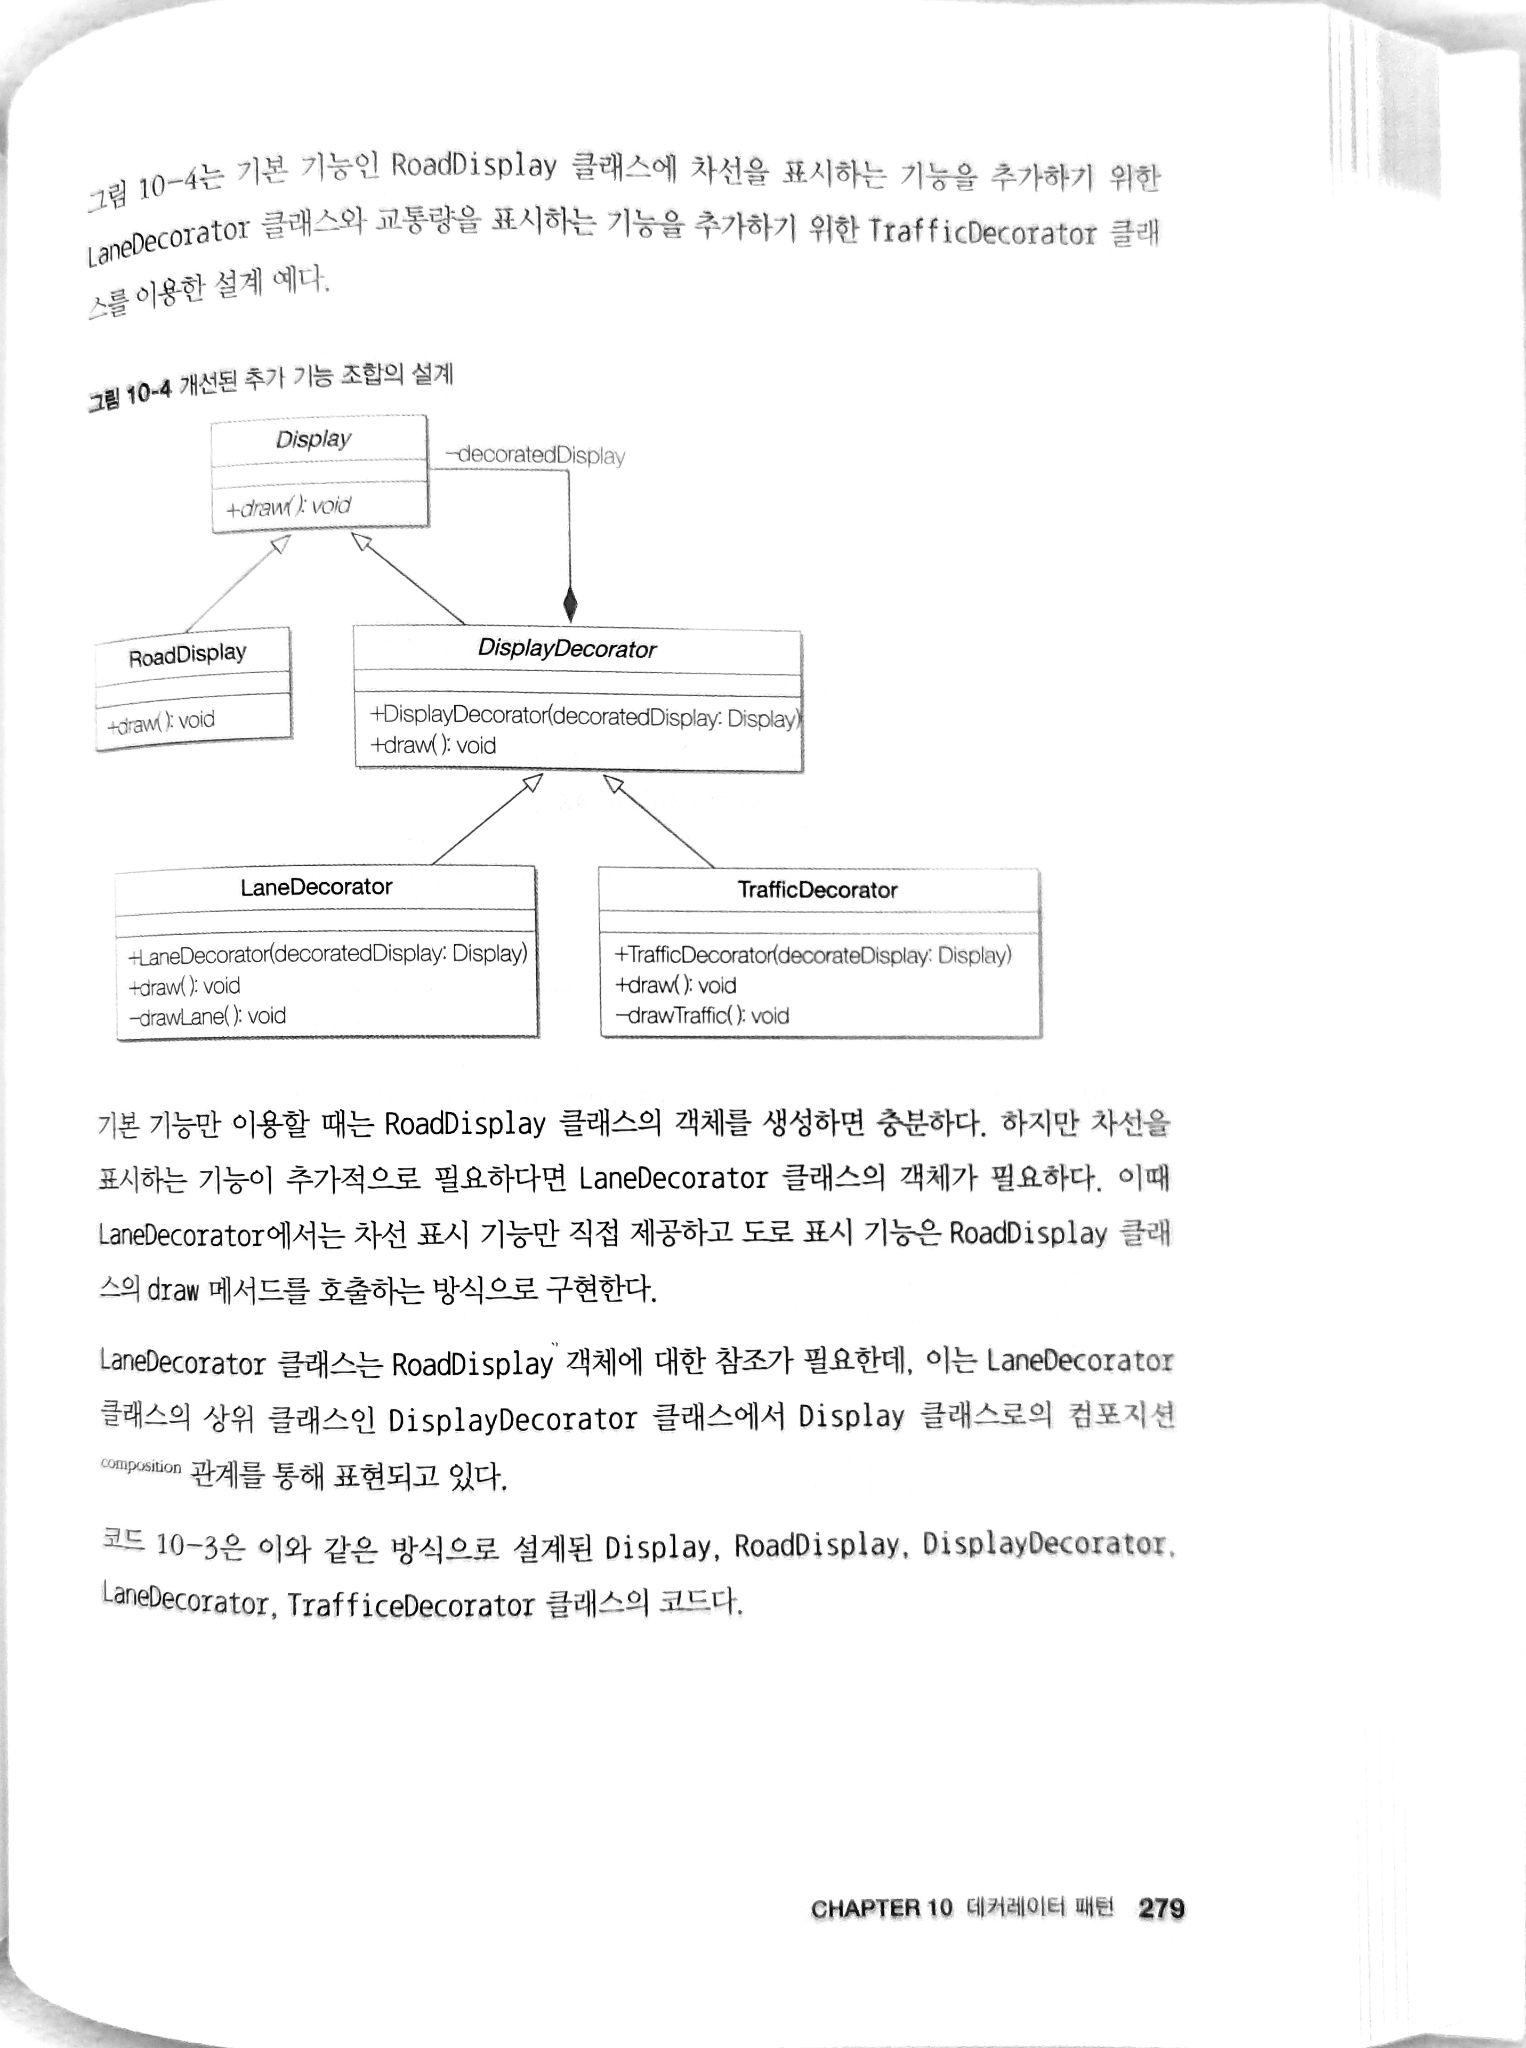 그림 10-4는 기본 기능인 RoadDisplay 클래스에 차선을 표시하는 기능을 추가하기 위한
LaneDecorator 클래스와 교통량을 표시하는 기능을 추가하기 위한 TrafficDecorator 클래
스를 이용한 설계 예다.
그림 10-4 개선된 추가 기능 조합의 설계
Display
-decoratedDisplay
+draw(): void
RoadDisplay
+draw(): void
DisplayDecorator
+DisplayDecorator(decoratedDisplay: Display)
+draw(): void
LaneDecorator
+LaneDecorator(decoratedDisplay: Display)
+draw(): void
-drawLane(): void
TrafficDecorator
+TrafficDecorator(decorateDisplay: Display)
+draw(): void
-drawTraffic(): void
기본 기능만 이용할 때는 RoadDisplay 클래스의 객체를 생성하면 충분하다. 하지만 차선을
표시하는 기능이 추가적으로 필요하다면 LaneDecorator 클래스의 객체가 필요하다. 이때
LaneDecorator에서는 차선 표시 기능만 직접 제공하고 도로 표시 기능은 RoadDisplay 클래
스의 draw 메서드를 호출하는 방식으로 구현한다.
LaneDecorator 클래스는 RoadDisplay 객체에 대한 참조가 필요한데, 이는 LaneDecorator
클래스의 상위 클래스인 DisplayDecorator 클래스에서 Display 클래스로의 컴포지션
composition 관계를 통해 표현되고 있다.
코드 10-3은 이와 같은 방식으로 설계된 Display, RoadDisplay, DisplayDecorator,
LaneDecorator, TrafficeDecorator 클래스의 코드다.
CHAPTER 10 데커레이터 패턴 279